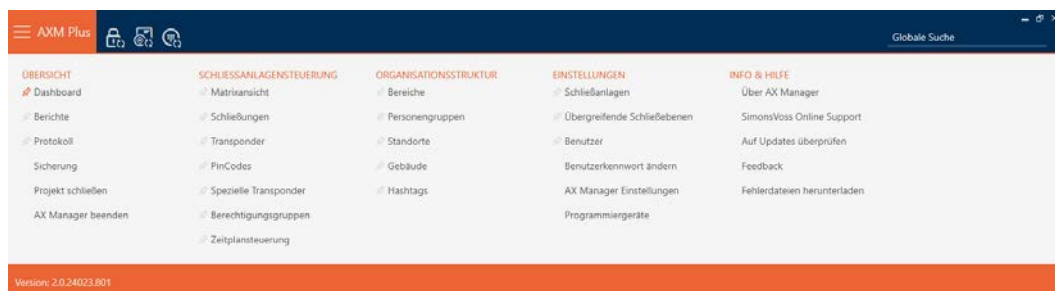 AXM Plus
Globale Suche
ÜBERSICHT
Dashboard
Berichte
Protokoll
Sicherung
Projekt schließen
AX Manager beenden
SCHLIESSANLAGENSTEUERUNG
Matrixansicht
Schließungen
Transponder
PinCodes
Spezielle Transponder
Berechtigungsgruppen
Zeitplansteuerung
ORGANISATIONSSTRUKTUR
Bereiche
Personengruppen
Standorte
Gebäude
Hashtags
EINSTELLUNGEN
Schließanlagen
Übergreifende Schließebenen
Benutzer
Benutzerkennwort ändern
AX Manager Einstellungen
Programmiergeräte
INFO & HILFE
Über AX Manager
SimonsVoss Online Support
Auf Updates überprüfen
Feedback
Fehlerdateien herunterladen
Version: 2.0.24023.801